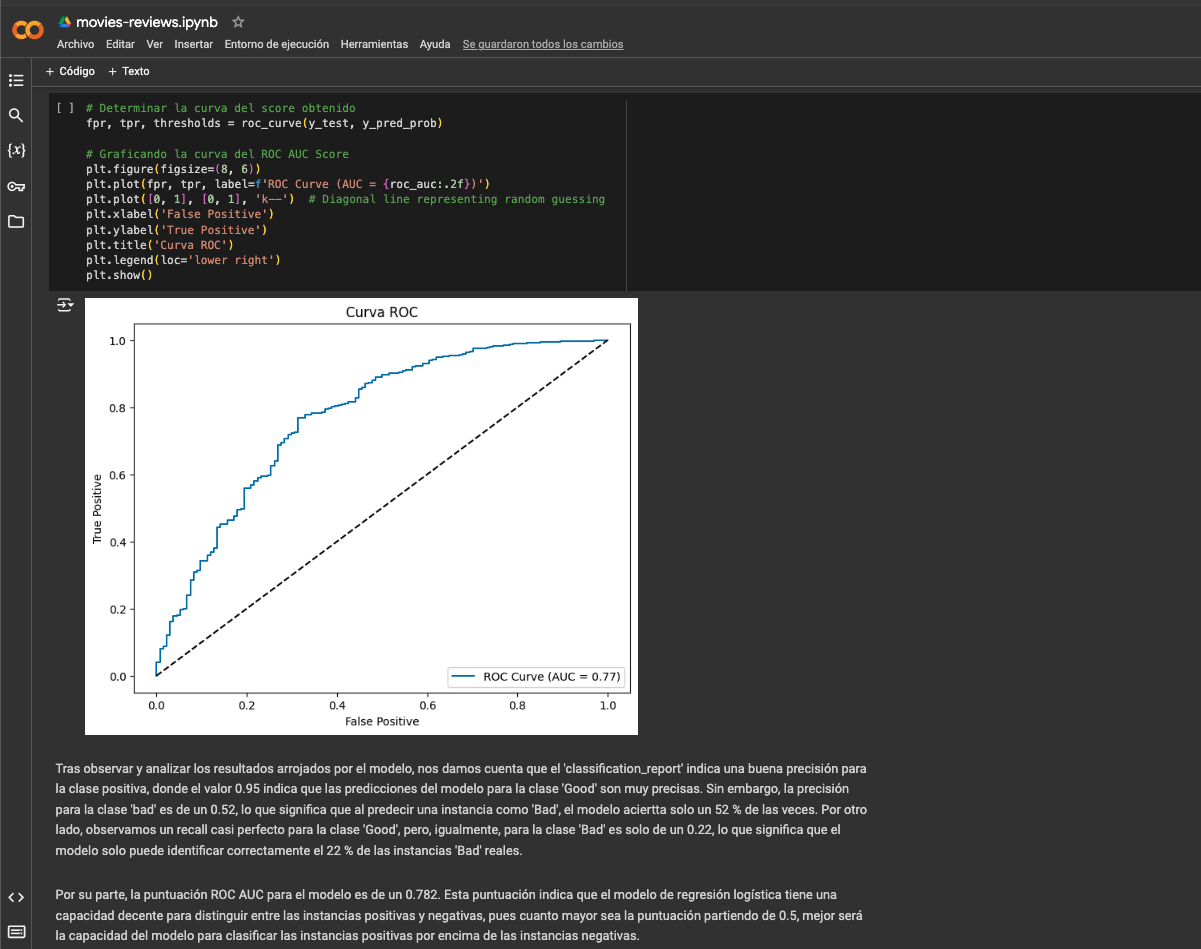 movies-reviews.ipynb
Archivo Editar Ver Insertar Entorno de ejecución Herramientas Ayuda Se guardaron todos los cambios
+ Código + Texto
[ ] # Determinar la curva del score obtenido
fpr, tpr, thresholds = roc_curve(y_test, y_pred_prob)
# Graficando la curva del ROC AUC Score
plt.figure(figsize=(8, 6))
plt.plot(fpr, tpr, label=f'ROC Curve (AUC = {roc_auc:.2f})')
plt.plot([0, 1], [0, 1], 'k--') # Diagonal line representing random guessing
plt.xlabel('False Positive')
plt.ylabel('True Positive')
plt.title('Curva ROC')
plt.legend(loc='lower right')
plt.show()
{x}
Curva ROC
True Positive
1.0
0.8
0.6
0.4
0.2
0.0
ROC Curve (AUC = 0.77)
0.0 0.2 0.4 0.6 0.8 1.0
False Positive
Tras observar y analizar los resultados arrojados por el modelo, nos damos cuenta que el 'classification_report' indica una buena precisión para
la clase positiva, donde el valor 0.95 indica que las predicciones del modelo para la clase 'Good' son muy precisas. Sin embargo, la precisión
para la clase 'bad' es de un 0.52, lo que significa que al predecir una instancia como 'Bad', el modelo aciertta solo un 52 % de las veces. Por otro
lado, observamos un recall casi perfecto para la clase 'Good', pero, igualmente, para la clase 'Bad' es solo de un 0.22, lo que significa que el
modelo solo puede identificar correctamente el 22 % de las instancias 'Bad' reales.
Por su parte, la puntuación ROC AUC para el modelo es de un 0.782. Esta puntuación indica que el modelo de regresión logística tiene una
capacidad decente para distinguir entre las instancias positivas y negativas, pues cuanto mayor sea la puntuación partiendo de 0.5, mejor será
la capacidad del modelo para clasificar las instancias positivas por encima de las instancias negativas.